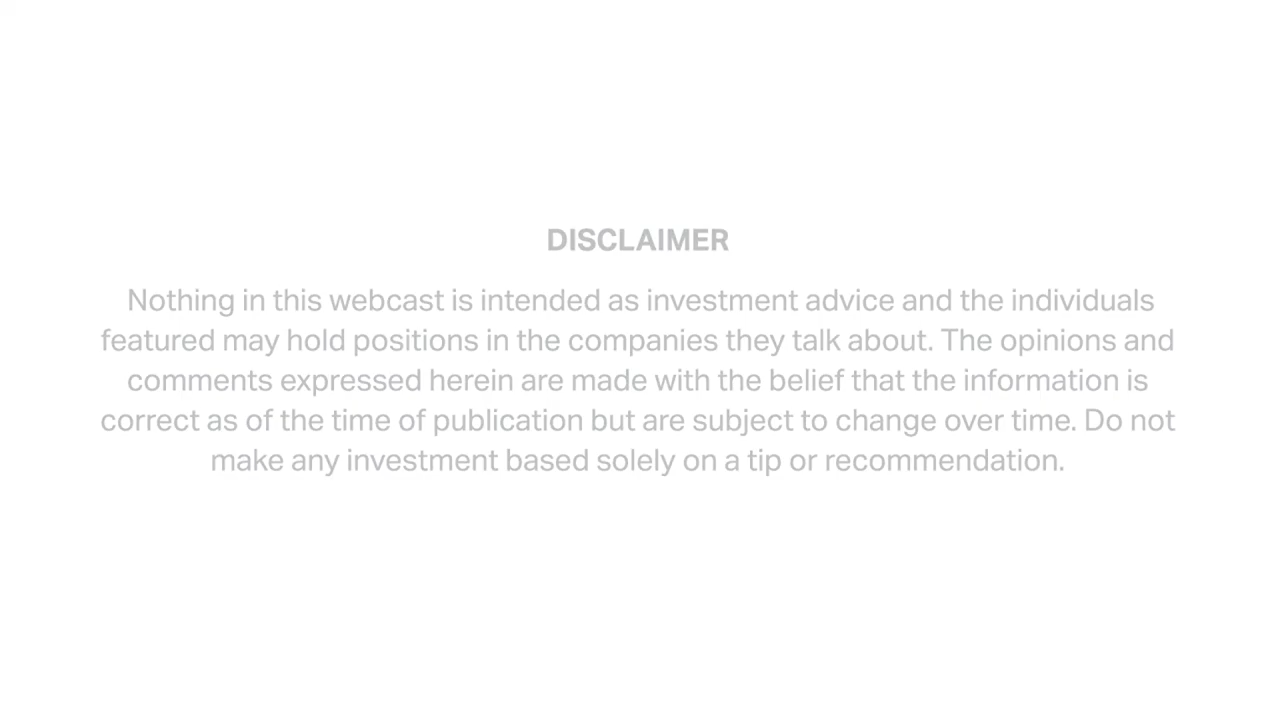 DISCLAIMER
Nothing in this webcast is intended as investment advice and the individuals
featured may hold positions in the companies they talk about. The opinions and
comments expressed herein are made with the belief that the information is
correct as of the time of publication but are subject to change over time. Do not
make any investment based solely on a tip or recommendation.